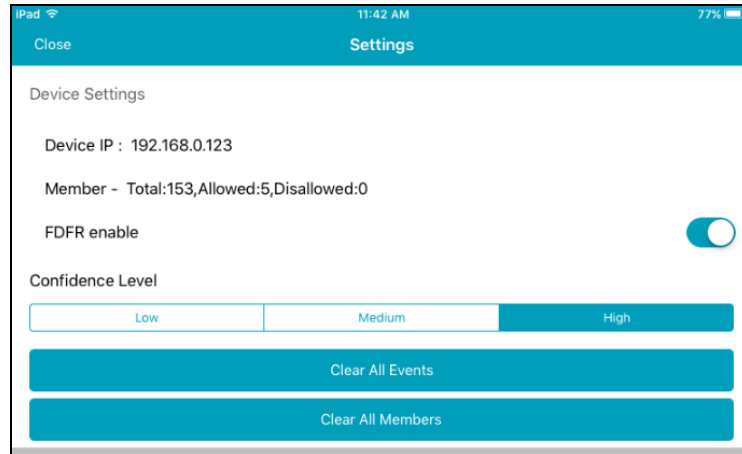 iPad 11:42 AM 77%
Close Settings
Device Settings
Device IP : 192.168.0.123
Member - Total:153,Allowed:5,Disallowed:0
FDFR enable
Confidence Level
Low Medium High
Clear All Events
Clear All Members